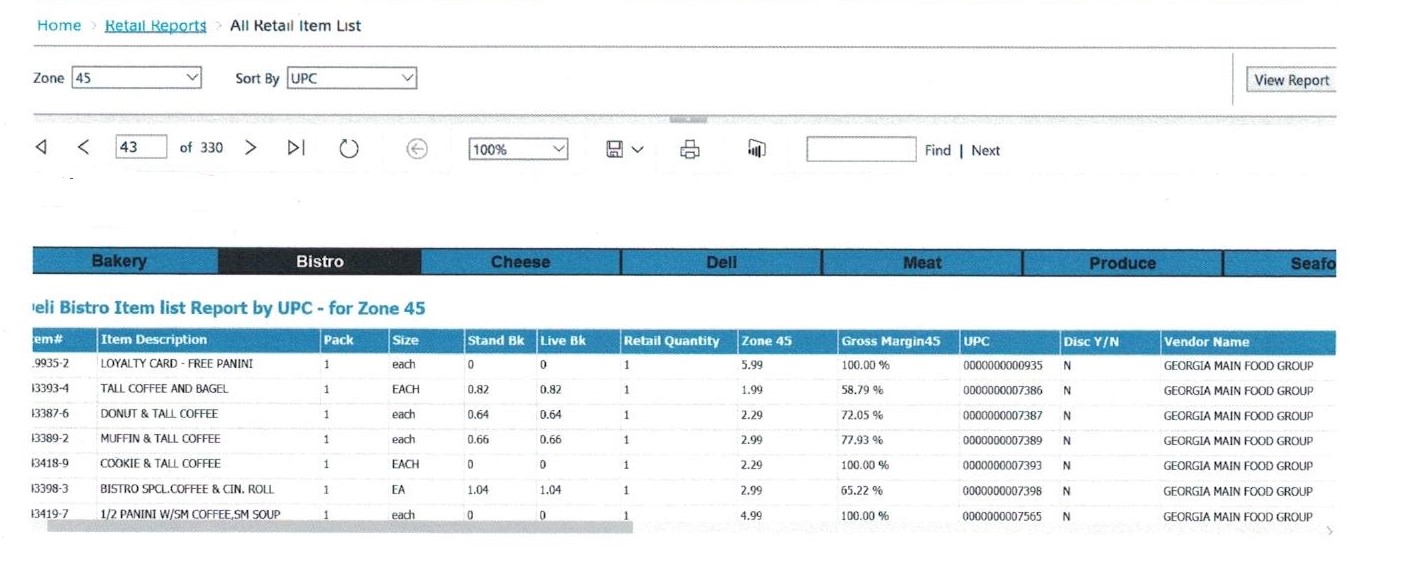 Home > Retail Reports > All Retail Item List
Zone 45 Sort By UPC View Report
43 of 330 100% Find | Next
Bakery Bistro Cheese Deli Meat Produce Seafo
eli Bistro Item list Report by UPC - for Zone 45
em# Item Description Pack Size Stand Bk Live Bk Retail Quantity Zone 45 Gross Margin45 UPC Disc Y/N Vendor Name
9935-2 LOYALTY CARD - FREE PANINI 1 each 0 0 1 5.99 100.00 % 0000000000935 N GEORGIA MAIN FOOD GROUP
3393-4 TALL COFFEE AND BAGEL 1 EACH 0.82 0.82 1 1.99 58.79 % 0000000007386 N GEORGIA MAIN FOOD GROUP
3387-6 DONUT & TALL COFFEE 1 each 0.64 0.64 1 2.29 72.05 % 0000000007387 N GEORGIA MAIN FOOD GROUP
3389-2 MUFFIN & TALL COFFEE 1 each 0.66 0.66 1 2.99 77.93 % 0000000007389 N GEORGIA MAIN FOOD GROUP
3418-9 COOKIE & TALL COFFEE 1 EACH 0 0 1 2.29 100.00 % 0000000007393 N GEORGIA MAIN FOOD GROUP
3398-3 BISTRO SPCL.COFFEE & CIN. ROLL 1 EA 1.04 1.04 1 2.99 65.22 % 0000000007398 N GEORGIA MAIN FOOD GROUP
3419-7 1/2 PANINI W/SM COFFEE,SM SOUP 1 each 0 0 1 4.99 100.00 % 0000000007565 N GEORGIA MAIN FOOD GROUP